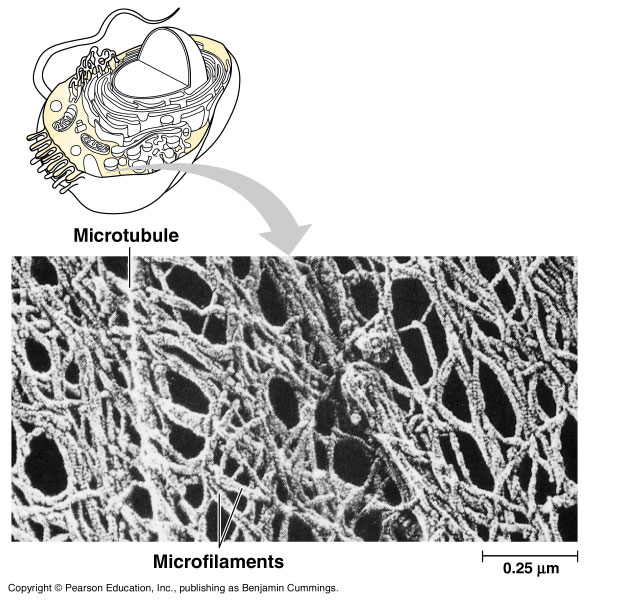 Microtubule
Microfilaments
0.25 μm
Copyright © Pearson Education, Inc., publishing as Benjamin Cummings.